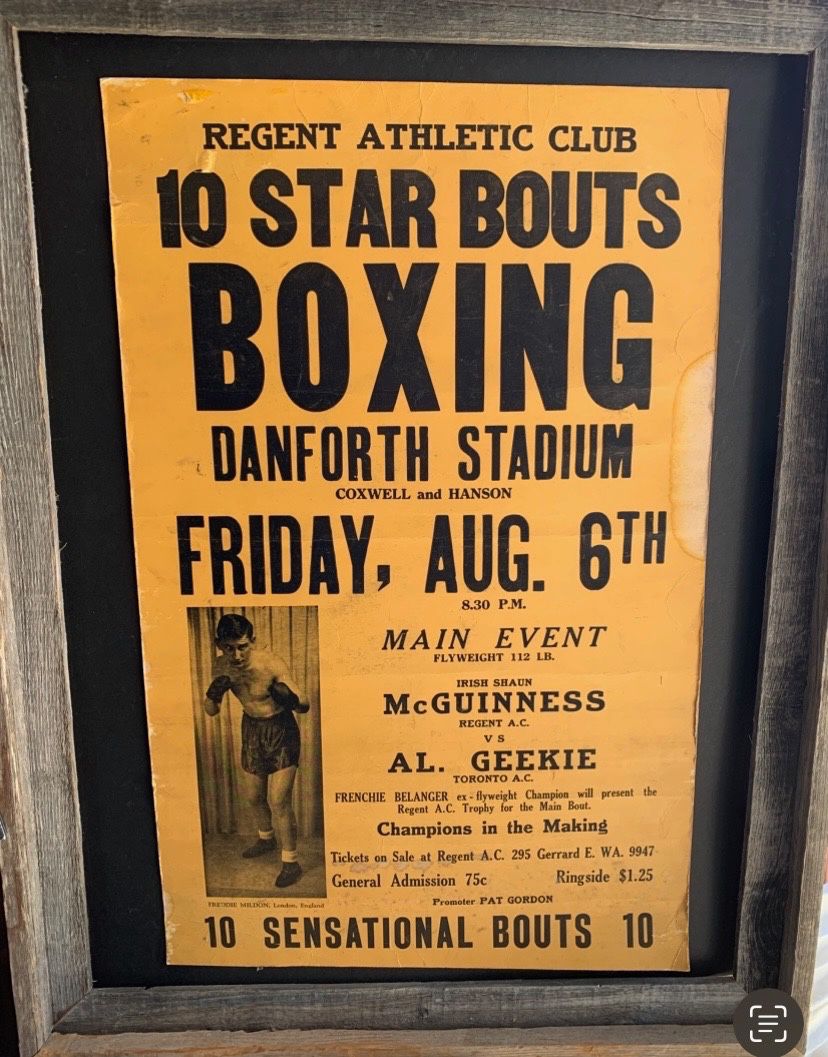 REGENT ATHLETIC CLUB
10 STAR BOUTS
BOXING
DANFORTH STADIUM
COXWELL and HANSON
FRIDAY, AUG. 6TH
8.30 P.M.
MAIN EVENT
FLYWEIGHT 112 LB.
IRISH SHAUN
McGUINNESS
REGENT A.C.
VS
AL. GEEKIE
TORONTO A.C.
FRENCHIE BELANGER ex-flyweight Champion will present the
Regent A.C. Trophy for the Main Bout.
Champions in the Making
Tickets on Sale at Regent A.C. 295 Gerrard E. WA. 9947
General Admission 75c Ringside $1.25
FREDDIE MILDON, London, England
Promoter PAT GORDON
10 SENSATIONAL BOUTS 10